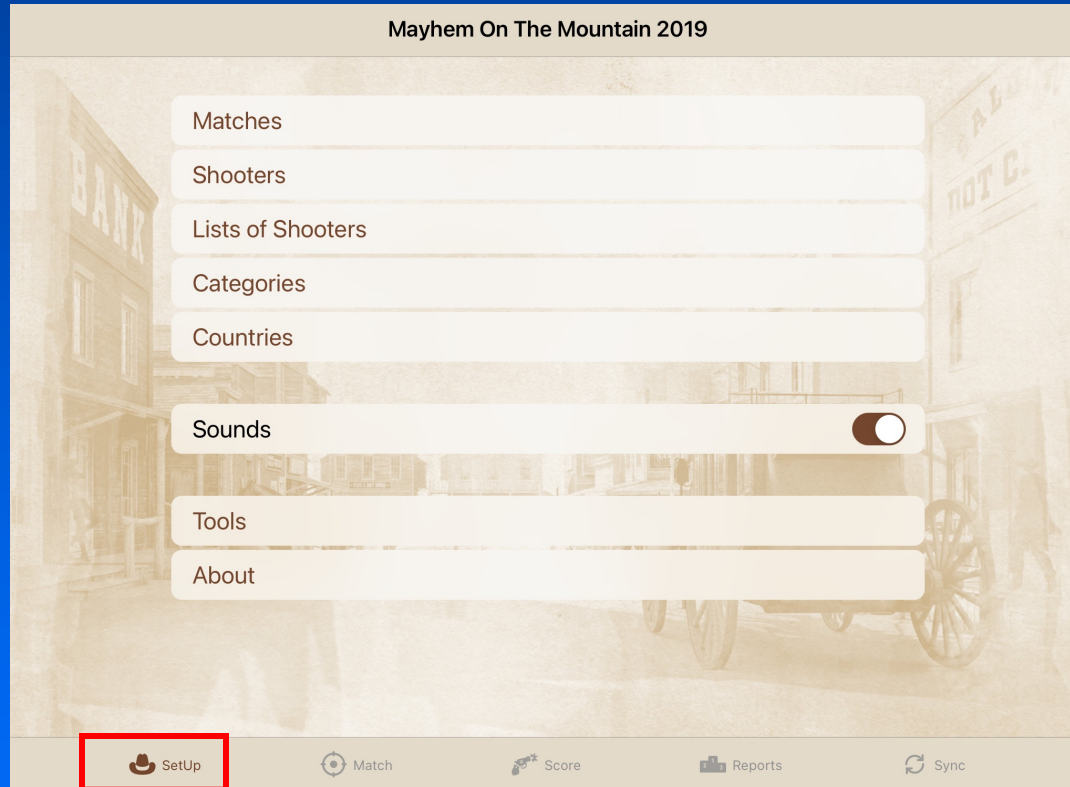 Mayhem On The Mountain 2019
Matches
Shooters
Lists of Shooters
Categories
Countries
Sounds
Tools
About
BANK
SetUp
Match
Score
Reports
Sync